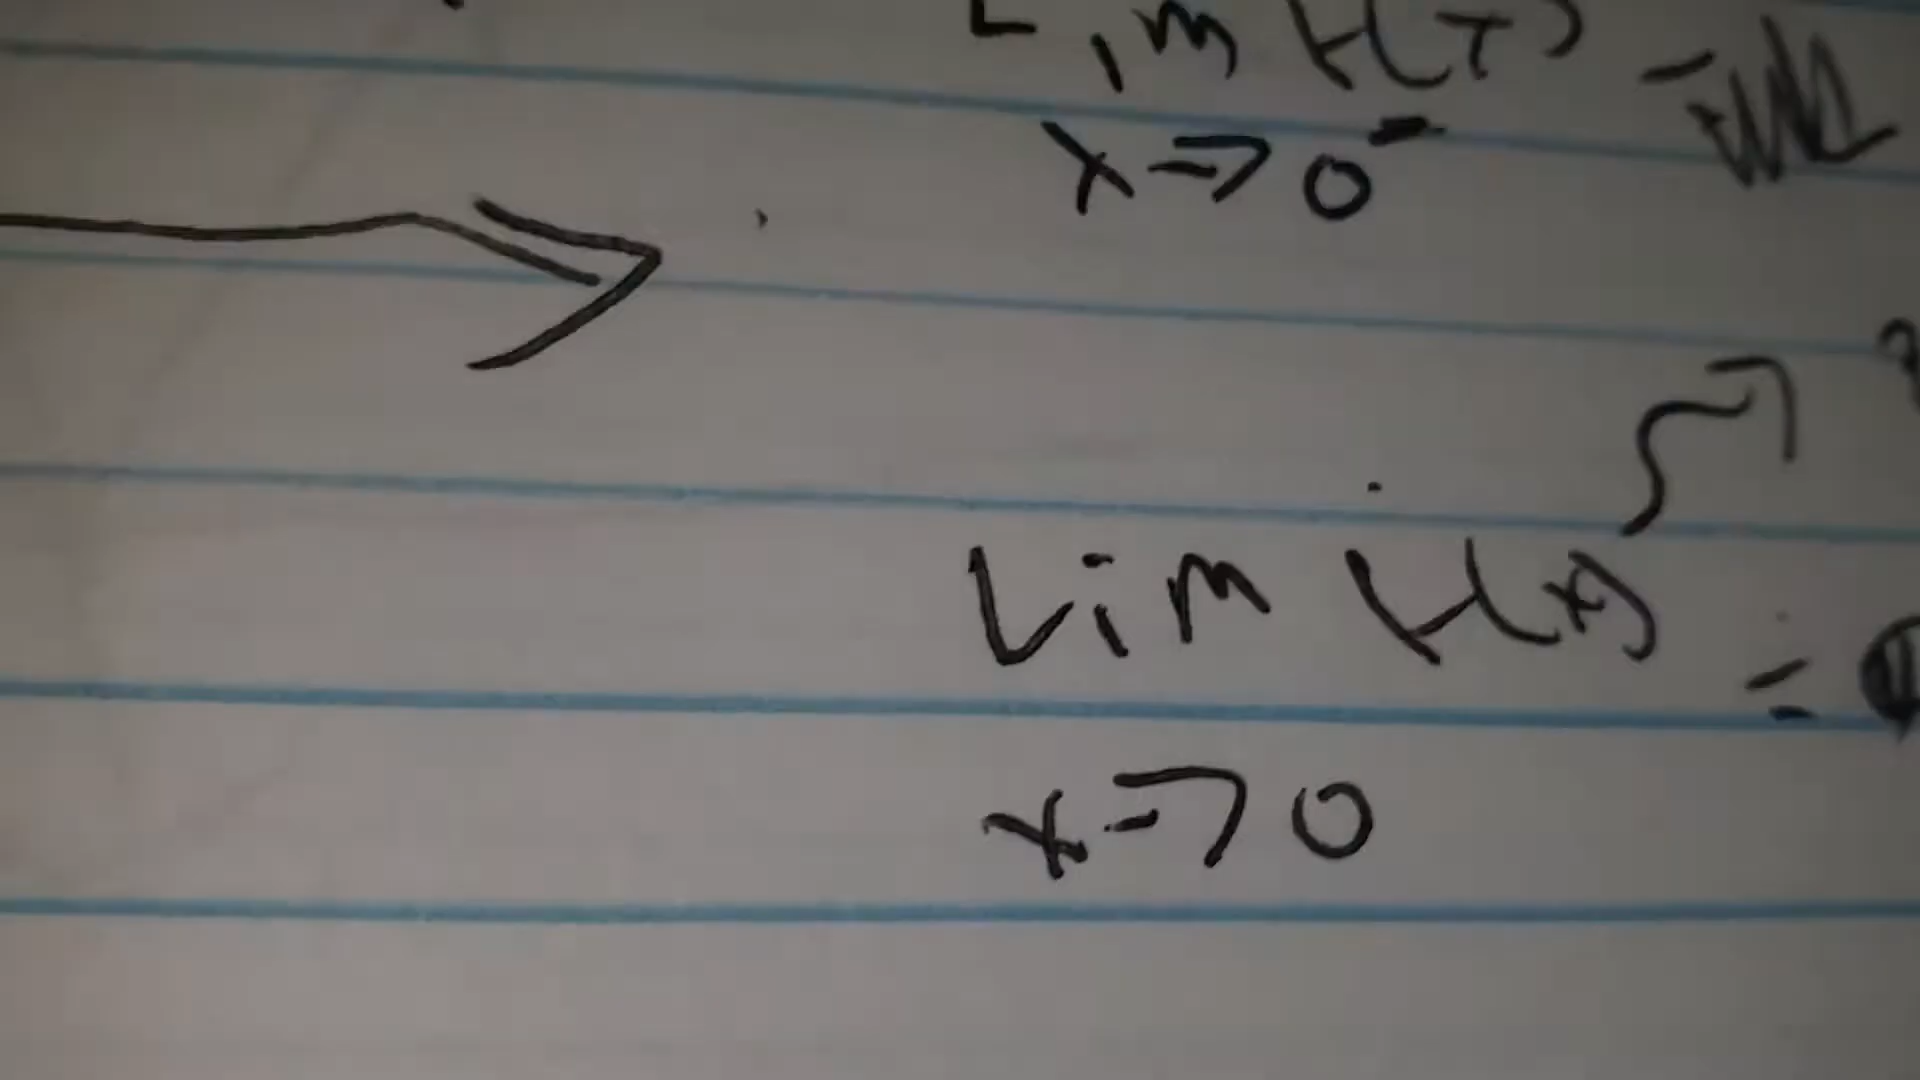 Lim H(T) =
x→0⁻
Lim H(x) =
x→0